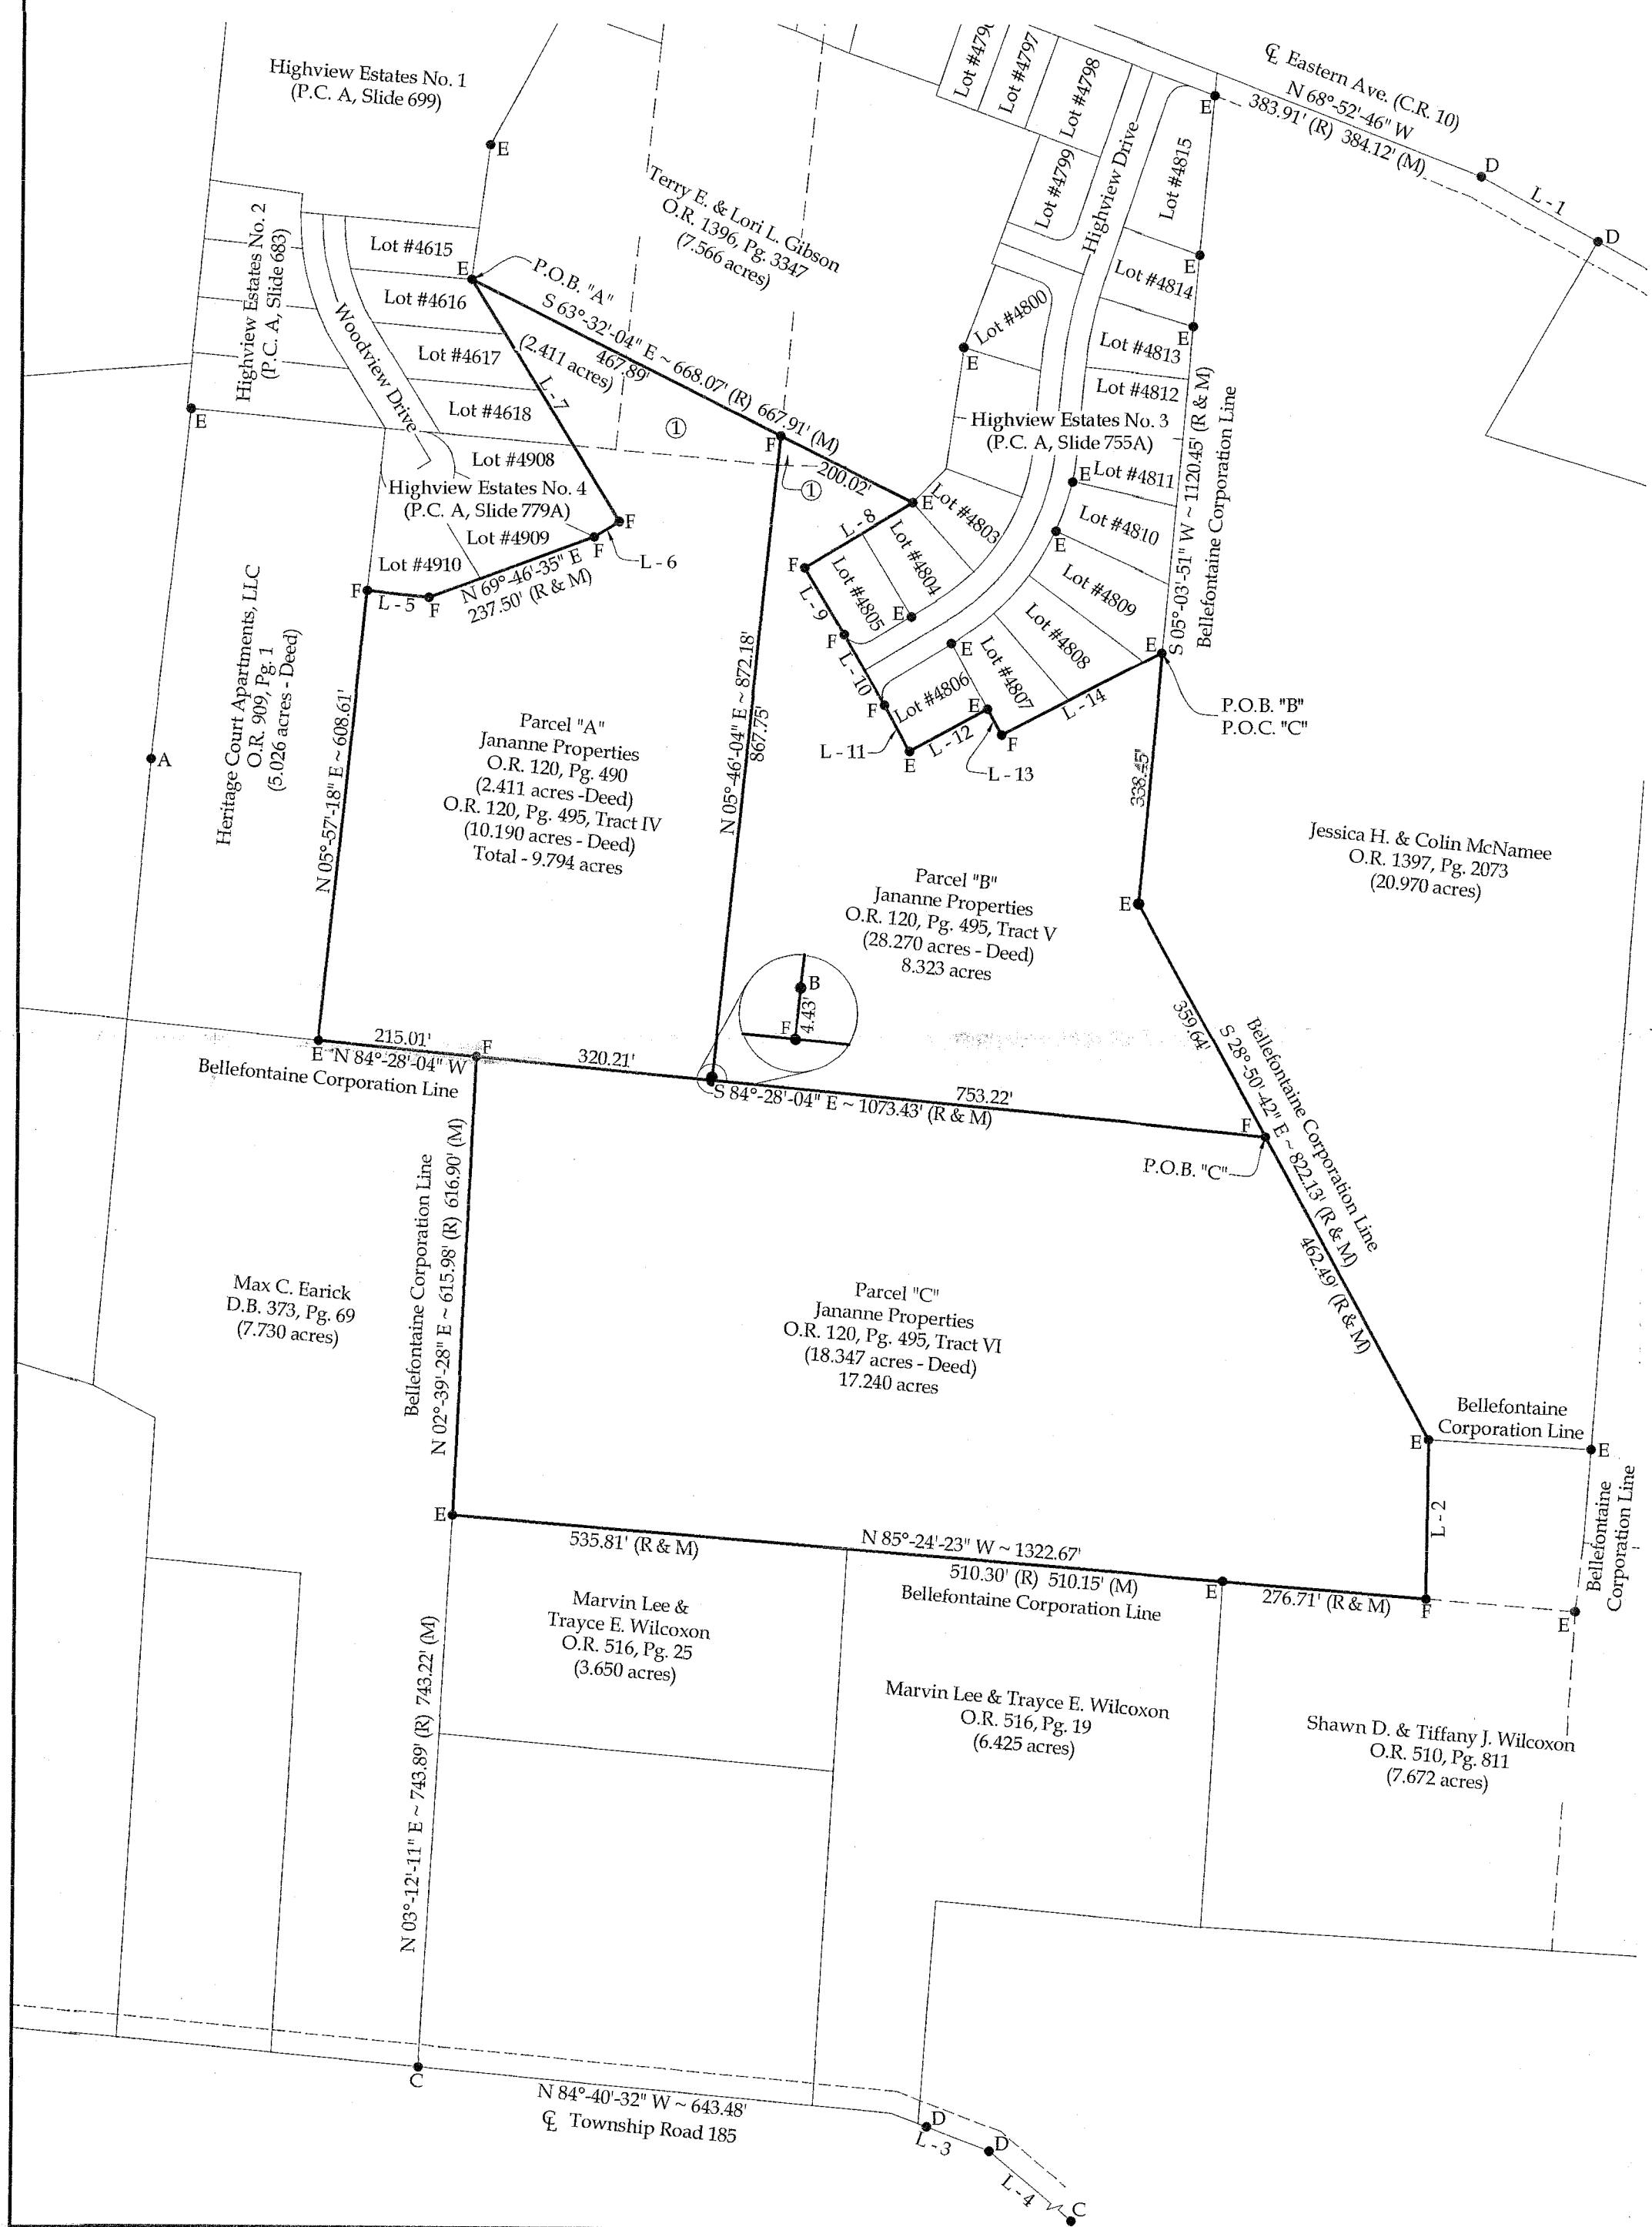 Highview Estates No. 1
(P.C. A, Slide 699)
E
Lot #4797
Lot #4798
Lot #4799
Highview Drive
Lot #4815
E
℄ Eastern Ave. (C.R. 10)
N 68°-52'-46" W
383.91' (R) 384.12' (M)
D
L - 1
D
Terry E. & Lori L. Gibson
O.R. 1396, Pg. 3347
(7.566 acres)
Highview Estates No. 2
(P.C. A, Slide 683)
Lot #4615
E
P.O.B. "A"
S 63°-32'-04" E ~ 668.07' (R) 667.91' (M)
467.89'
(2.411 acres)
Lot #4616
Lot #4617
Lot #4618
Woodview Drive
L - 7
E
①
F
200.02'
①
E
Lot #4800
E
Lot #4814
E
Lot #4813
E
Lot #4812
Highview Estates No. 3
(P.C. A, Slide 755A)
E
Lot #4811
Lot #4810
E
Lot #4809
Lot #4808
Lot #4807
Lot #4806
Lot #4805
Lot #4804
Lot #4803
S 05°-03'-51" W ~ 1120.45' (R & M)
Bellefontaine Corporation Line
Lot #4908
Highview Estates No. 4
(P.C. A, Slide 779A)
Lot #4909
Lot #4910
F
F
L - 6
F
L - 5
F
N 69°-46'-35" E
237.50' (R & M)
L - 8
F
L - 9
E
F
L - 10
E
F
E
L - 11
E
L - 12
F
L - 13
L - 14
E
P.O.B. "B"
P.O.C. "C"
Heritage Court Apartments, LLC
O.R. 909, Pg. 1
(5.026 acres - Deed)
A
N 05°-57'-18" E ~ 608.61'
Parcel "A"
Jananne Properties
O.R. 120, Pg. 490
(2.411 acres -Deed)
O.R. 120, Pg. 495, Tract IV
(10.190 acres - Deed)
Total - 9.794 acres
N 05°-46'-04" E ~ 872.18'
867.75'
338.45'
Jessica H. & Colin McNamee
O.R. 1397, Pg. 2073
(20.970 acres)
Parcel "B"
Jananne Properties
O.R. 120, Pg. 495, Tract V
(28.270 acres - Deed)
8.323 acres
E
B
4.43'
F
359.64'
Bellefontaine Corporation Line
S 28°-50'-42" E ~ 822.13' (R & M)
462.49' (R & M)
215.01'
E
N 84°-28'-04" W
Bellefontaine Corporation Line
F
320.21'
S 84°-28'-04" E ~ 1073.43' (R & M)
753.22'
F
P.O.B. "C"
Bellefontaine Corporation Line
N 02°-39'-28" E ~ 615.98' (R) 616.90' (M)
Max C. Earick
D.B. 373, Pg. 69
(7.730 acres)
Parcel "C"
Jananne Properties
O.R. 120, Pg. 495, Tract VI
(18.347 acres - Deed)
17.240 acres
Bellefontaine
Corporation Line
E
E
L - 2
Bellefontaine
Corporation Line
E
535.81' (R & M)
N 85°-24'-23" W ~ 1322.67'
510.30' (R) 510.15' (M)
Bellefontaine Corporation Line
E
276.71' (R & M)
F
E
Marvin Lee &
Trayce E. Wilcoxon
O.R. 516, Pg. 25
(3.650 acres)
Marvin Lee & Trayce E. Wilcoxon
O.R. 516, Pg. 19
(6.425 acres)
Shawn D. & Tiffany J. Wilcoxon
O.R. 510, Pg. 811
(7.672 acres)
N 03°-12'-11" E ~ 743.89' (R) 743.22' (M)
C
N 84°-40'-32" W ~ 643.48'
℄ Township Road 185
D
L - 3
D
L - 4
C